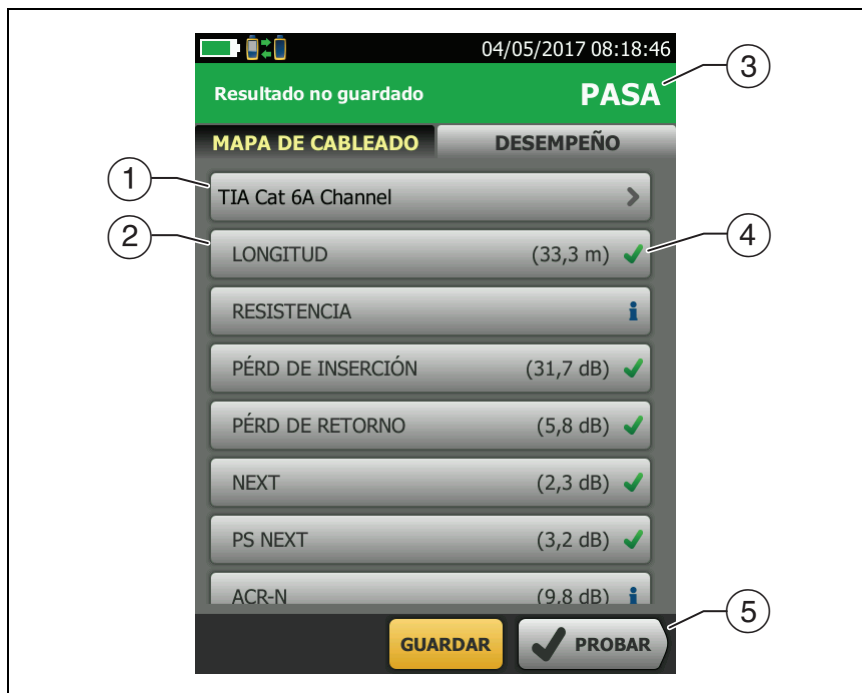 04/05/2017 08:18:46
Resultado no guardado PASA
MAPA DE CABLEADO DESEMPEÑO
TIA Cat 6A Channel
LONGITUD (33,3 m)
RESISTENCIA i
PÉRD DE INSERCIÓN (31,7 dB)
PÉRD DE RETORNO (5,8 dB)
NEXT (2,3 dB)
PS NEXT (3,2 dB)
ACR-N (9,8 dB) i
GUARDAR PROBAR
1
2
3
4
5